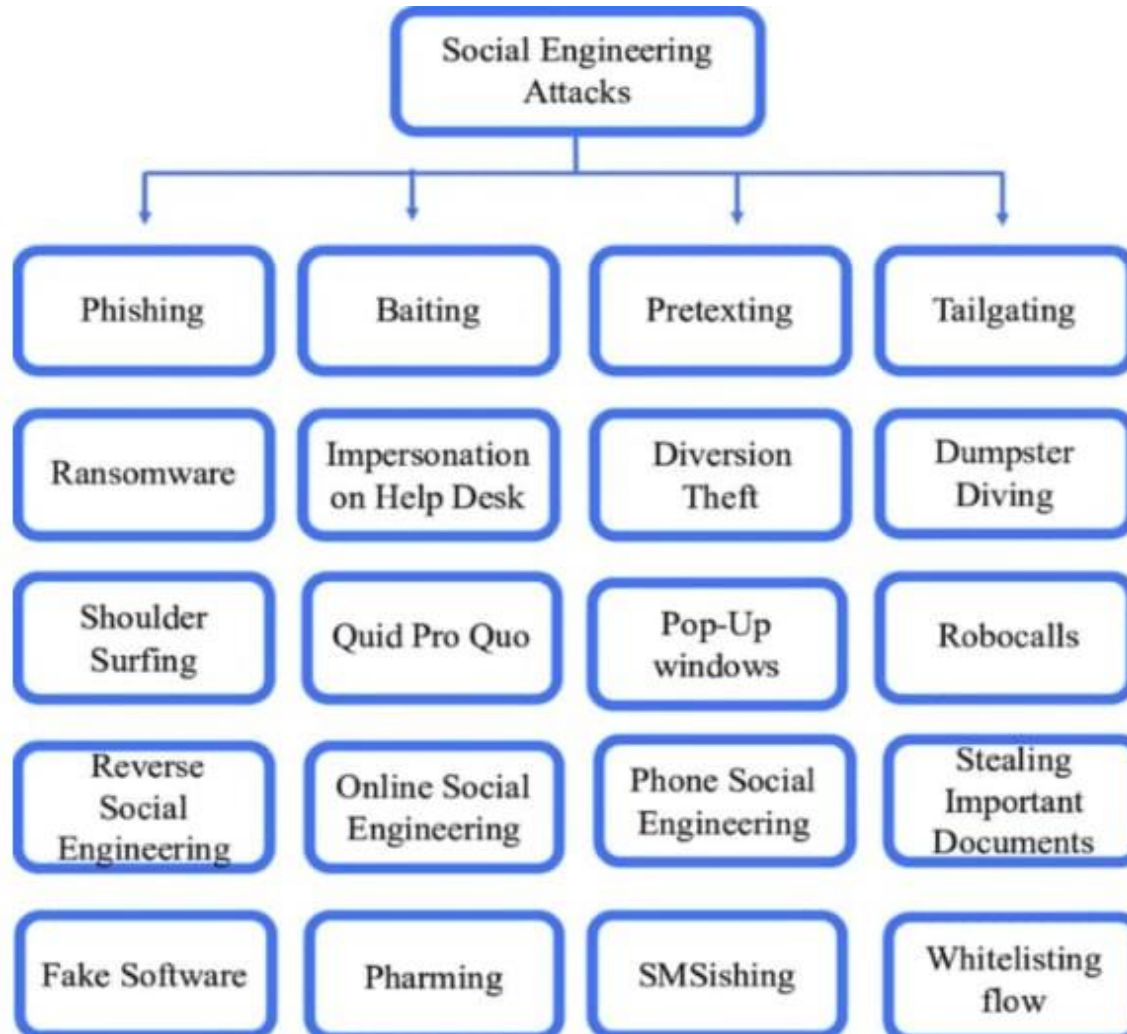 Social Engineering
Attacks
Phishing
Baiting
Pretexting
Tailgating
Ransomware
Impersonation
on Help Desk
Diversion
Theft
Dumpster
Diving
Shoulder
Surfing
Quid Pro Quo
Pop-Up
windows
Robocalls
Reverse
Social
Engineering
Online Social
Engineering
Phone Social
Engineering
Stealing
Important
Documents
Fake Software
Pharming
SMSishing
Whitelisting
flow